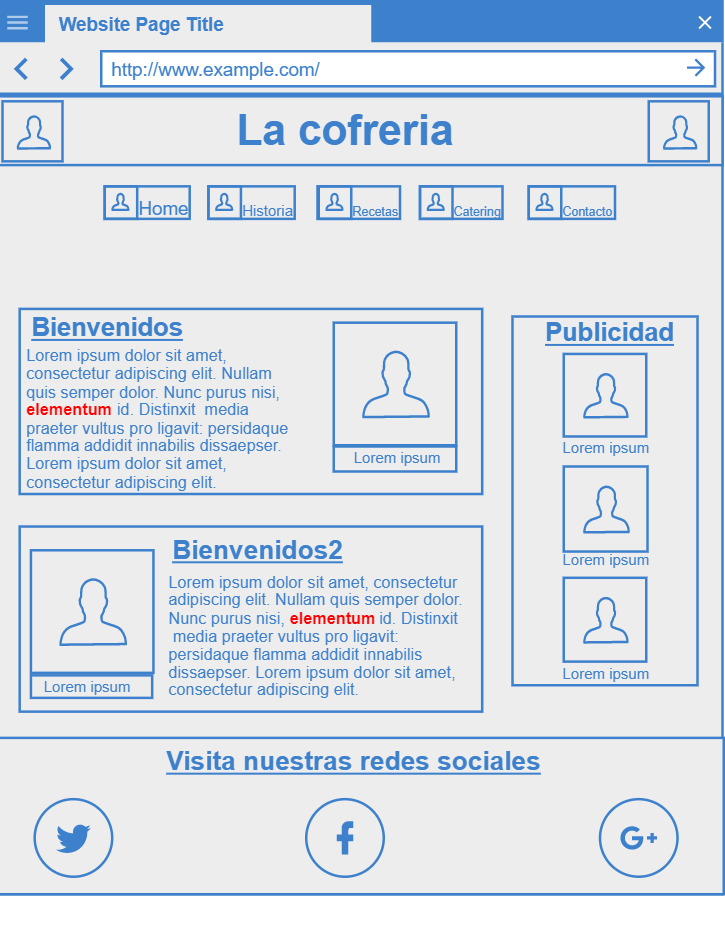 Website Page Title
http://www.example.com/
La cofreria
Home
Historia
Recetas
Catering
Contacto
Bienvenidos
Lorem ipsum dolor sit amet,
consectetur adipiscing elit. Nullam
quis semper dolor. Nunc purus nisi,
elementum id. Distinxit media
praeter vultus pro ligavit: persidaque
flamma addidit innabilis dissaepser.
Lorem ipsum dolor sit amet,
consectetur adipiscing elit.
Lorem ipsum
Publicidad
Lorem ipsum
Lorem ipsum
Lorem ipsum
Bienvenidos2
Lorem ipsum dolor sit amet, consectetur
adipiscing elit. Nullam quis semper dolor.
Nunc purus nisi, elementum id. Distinxit
media praeter vultus pro ligavit:
persidaque flamma addidit innabilis
dissaepser. Lorem ipsum dolor sit amet,
consectetur adipiscing elit.
Lorem ipsum
Visita nuestras redes sociales
f
G+